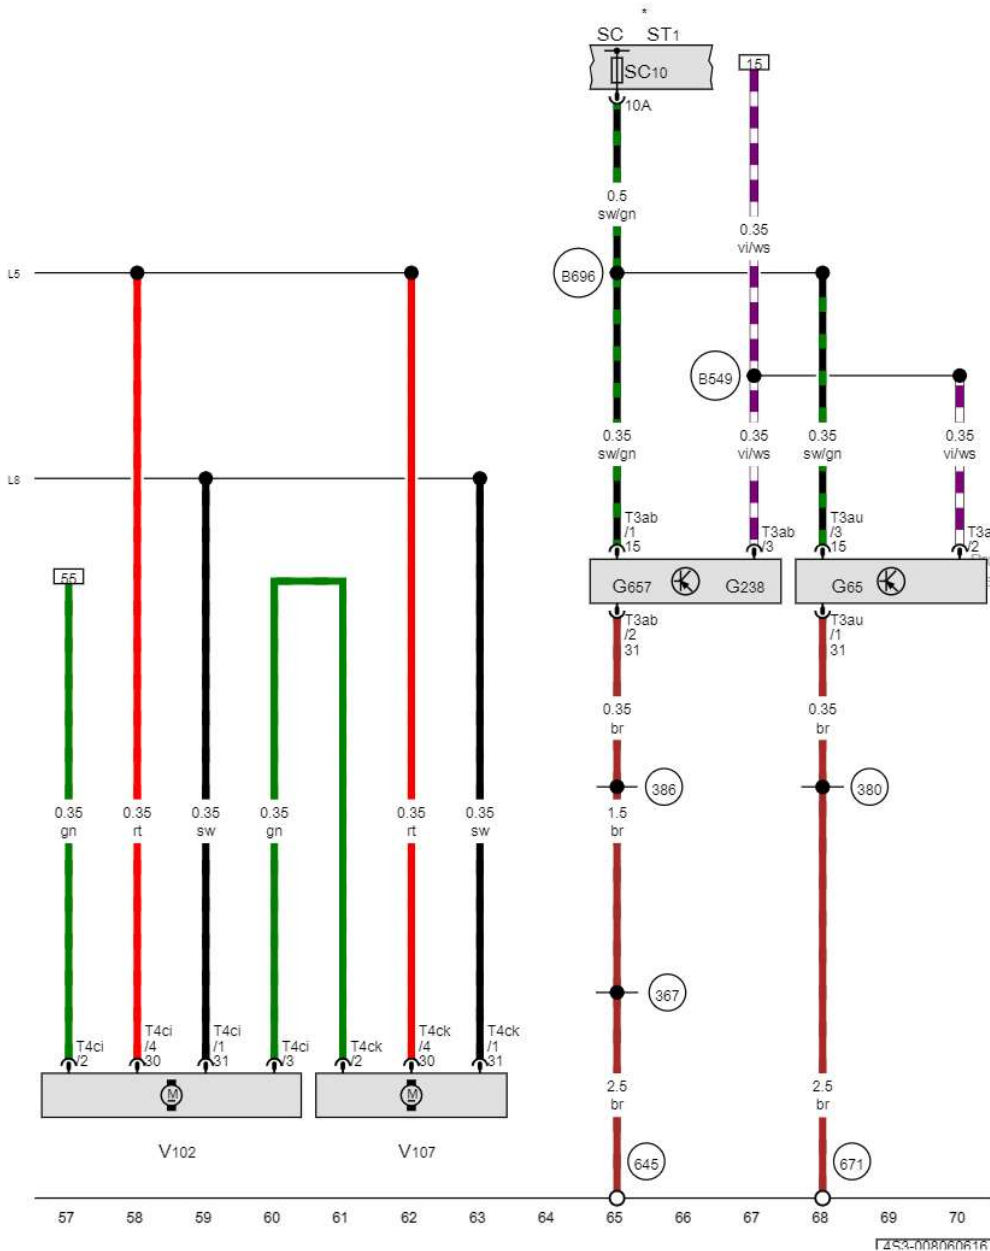 *
SC ST1
SC10
15
10A
0.5
sw/gn
0.35
vi/ws
L5
B696
B549
0.35 0.35 0.35 0.35
sw/gn vi/ws sw/gn vi/ws
L8
T3ab
/1
15
T3ab
/3
T3au
/3
15
T3a
/2
55
G657 G238 G65
T3ab
/2
31
T3au
/1
31
0.35 0.35
br br
386 380
0.35 0.35 0.35 0.35 0.35 0.35 1.5
gn rt sw gn rt sw br
367
T4ci
/2
T4ci
/4
30
T4ci
/1
31
T4ci
/3
T4ck
/2
T4ck
/4
30
T4ck
/1
31
M M
2.5 2.5
br br
V102 V107
645 671
57 58 59 60 61 62 63 64 65 66 67 68 69 70
4S3-008060616